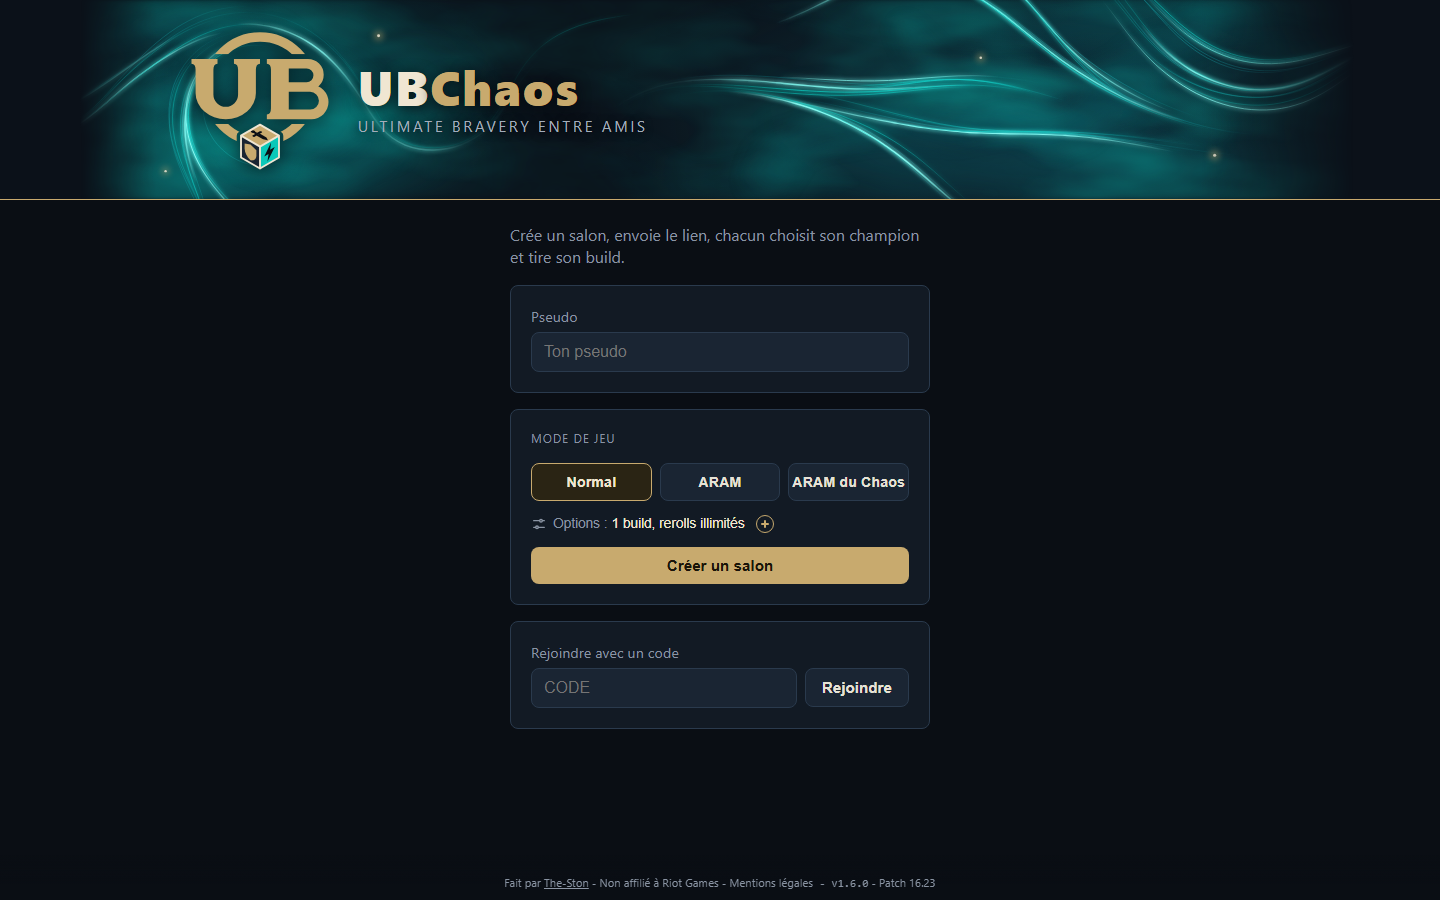 UB
UBChaos
ULTIMATE BRAVERY ENTRE AMIS
Crée un salon, envoie le lien, chacun choisit son champion
et tire son build.
Pseudo
Ton pseudo
MODE DE JEU
Normal
ARAM
ARAM du Chaos
Options : 1 build, rerolls illimités
Créer un salon
Rejoindre avec un code
CODE
Rejoindre
Fait par The-Ston - Non affilié à Riot Games - Mentions légales - v1.6.0 - Patch 16.23